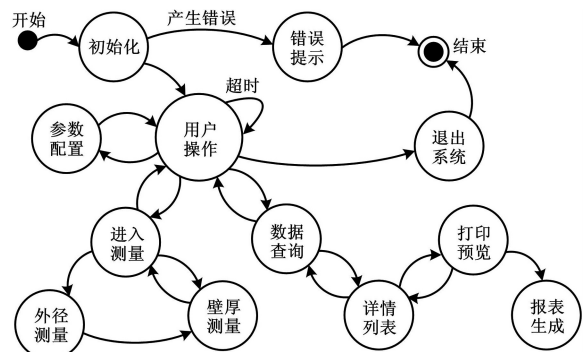 开始
初始化
产生错误
错误
提示
结束
超时
参数
配置
用户
操作
退出
系统
进入
测量
数据
查询
打印
预览
外径
测量
壁厚
测量
详情
列表
报表
生成